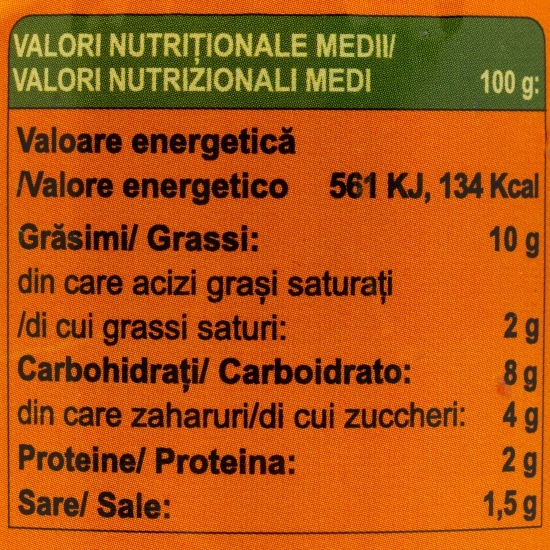 VALORI NUTRIȚIONALE MEDII/
VALORI NUTRIZIONALI MEDI 100 g:
Valoare energetică
/Valore energetico 561 KJ, 134 Kcal
Grăsimi/ Grassi: 10 g
din care acizi grași saturați
/di cui grassi saturi: 2 g
Carbohidrați/ Carboidrato: 8 g
din care zaharuri/di cui zuccheri: 4 g
Proteine/ Proteina: 2 g
Sare/ Sale: 1,5 g